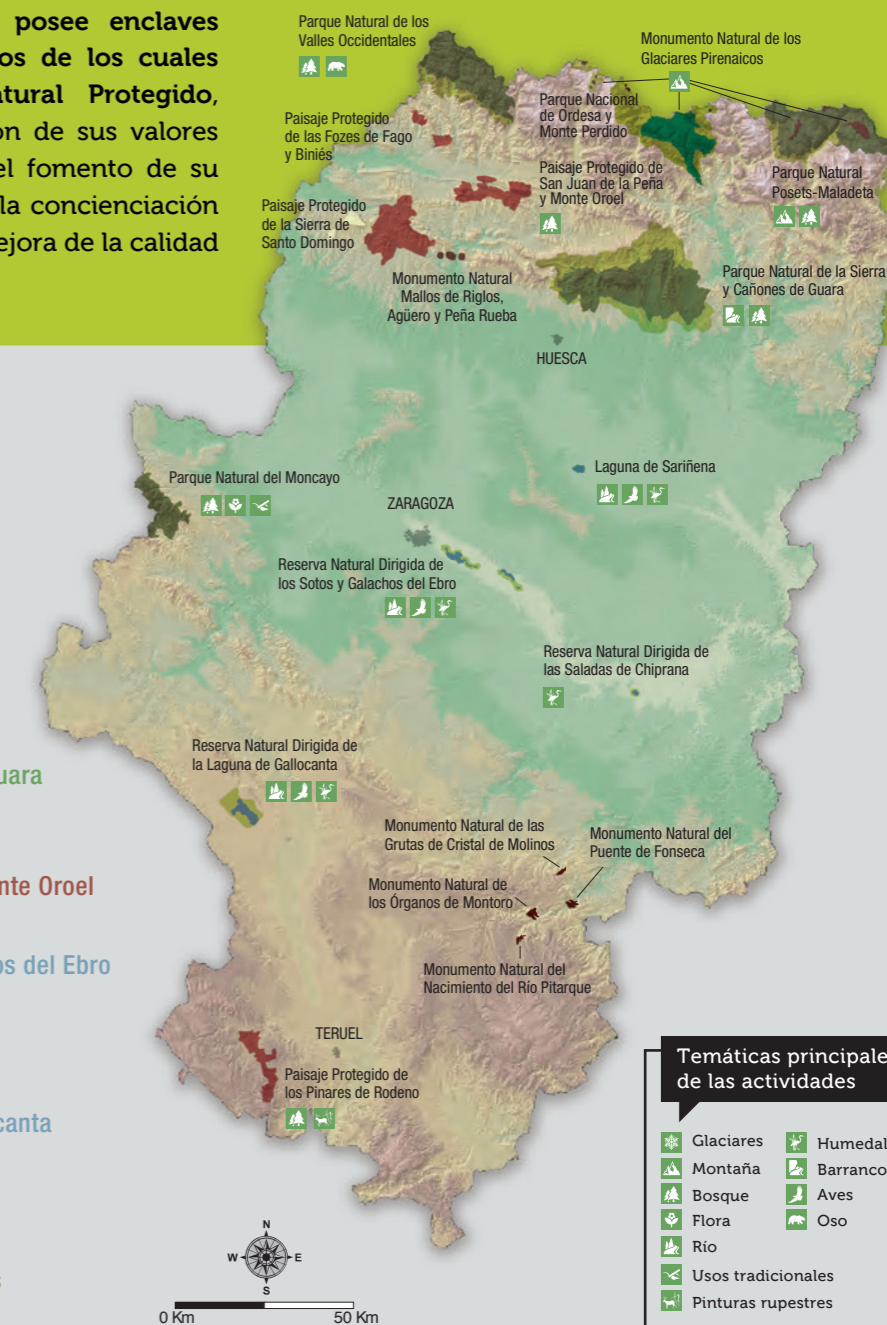 posee enclaves
os de los cuales
tural Protegido,
ón de sus valores
el fomento de su
la concienciación
ejora de la calidad
Parque Natural de los
Valles Occidentales
Monumento Natural de los
Glaciares Pirenaicos
Paisaje Protegido
de las Fozes de Fago
y Biniés
Parque Nacional
de Ordesa y
Monte Perdido
Paisaje Protegido de
San Juan de la Peña
y Monte Oroel
Parque Natural
Posets-Maladeta
Paisaje Protegido
de la Sierra de
Santo Domingo
Monumento Natural
Mallos de Riglos,
Agüero y Peña Rueba
Parque Natural de la Sierra
y Cañones de Guara
HUESCA
Parque Natural del Moncayo
Laguna de Sariñena
ZARAGOZA
Reserva Natural Dirigida de
los Sotos y Galachos del Ebro
Reserva Natural Dirigida de
las Saladas de Chiprana
Reserva Natural Dirigida de
la Laguna de Gallocanta
uara
Monumento Natural de las
Grutas de Cristal de Molinos
Monumento Natural del
Puente de Fonseca
nte Oroel
Monumento Natural de
los Órganos de Montoro
os del Ebro
Monumento Natural del
Nacimiento del Río Pitarque
TERUEL
Paisaje Protegido de
los Pinares de Rodeno
canta
s
N
W E
S
0 Km 50 Km
Temáticas principale
de las actividades
Glaciares
Montaña
Bosque
Flora
Río
Usos tradicionales
Pinturas rupestres
Humedal
Barranco
Aves
Oso